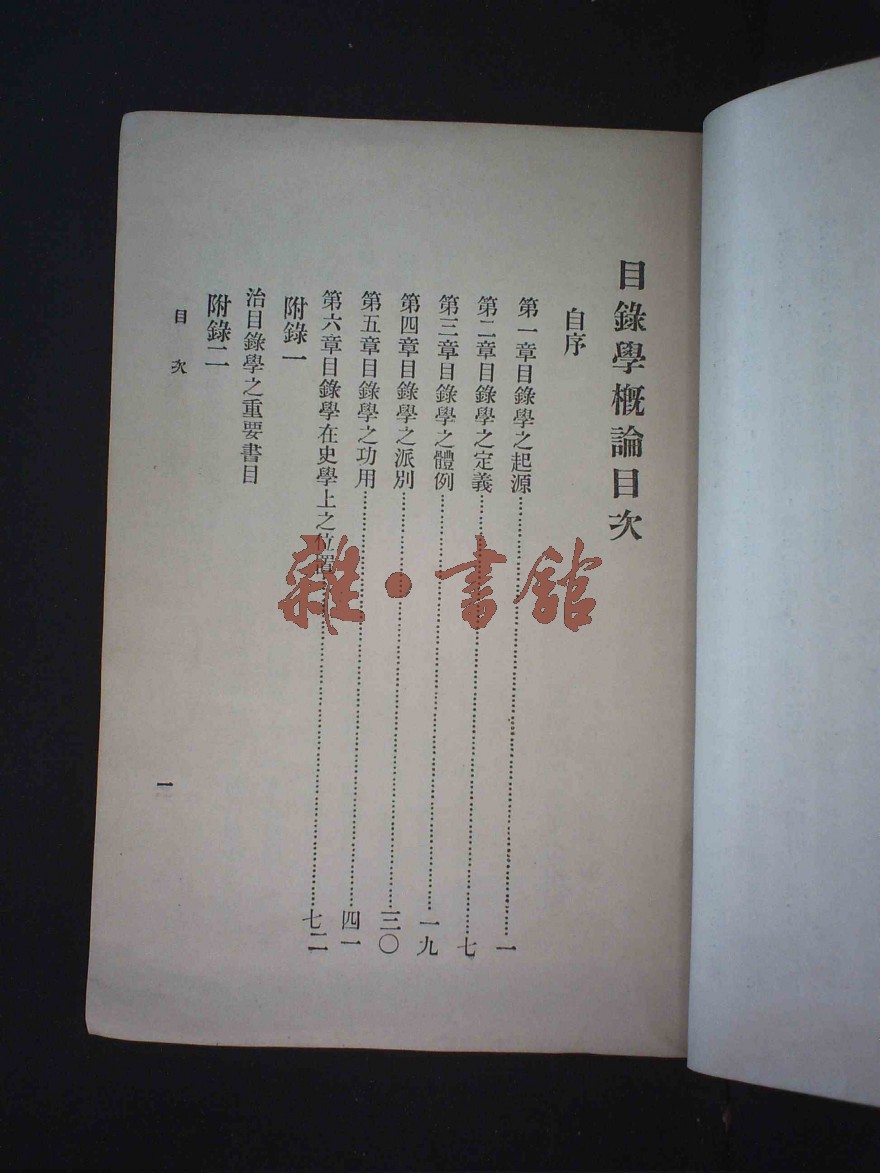 目錄學概論目次
自序
第一章目錄學之起源……一
第二章目錄學之定義……七
第三章目錄學之體例……一九
第四章目錄學之派別……三〇
第五章目錄學之功用……四一
第六章目錄學在史學上之位置……七二
附錄一
治目錄學之重要書目
附錄二
目次
一
雜·書館